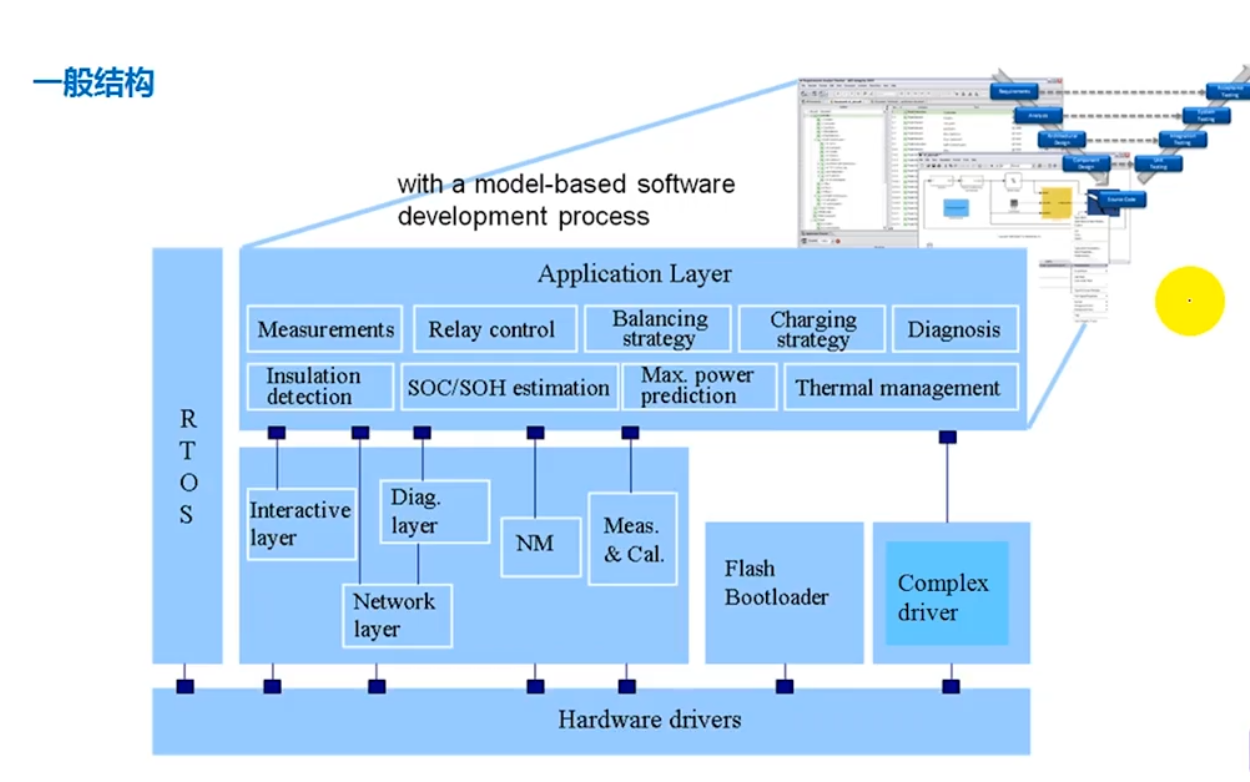 一般结构
with a model-based software
development process
Requirements
Acceptance
Testing
Analysis
System
Testing
Architectural
Design
Integration
Testing
Component
Design
Unit
Testing
Source Code
Application Layer
Measurements
Relay control
Balancing
strategy
Charging
strategy
Diagnosis
Insulation
detection
SOC/SOH estimation
Max. power
prediction
Thermal management
R
T
O
S
Interactive
layer
Diag.
layer
NM
Meas.
& Cal.
Network
layer
Flash
Bootloader
Complex
driver
Hardware drivers